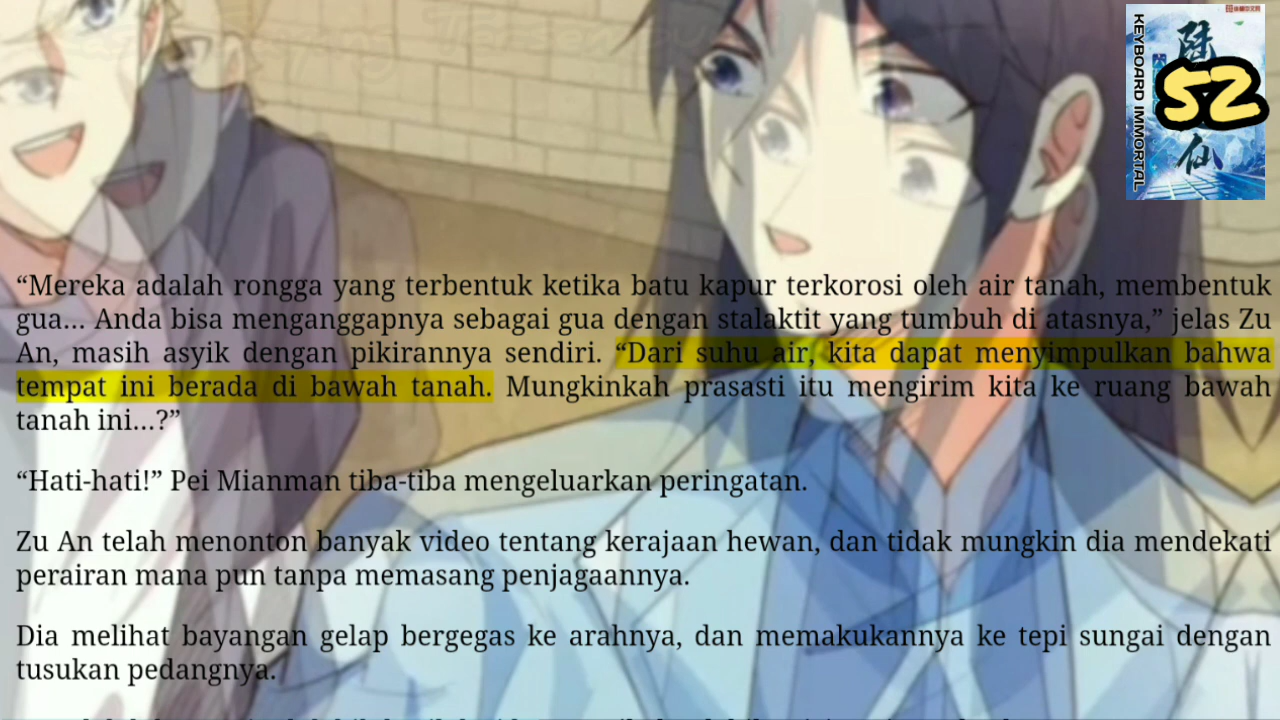 KEYBOARD IMMORTAL
陆
52
仙
“Mereka adalah rongga yang terbentuk ketika batu kapur terkorosi oleh air tanah, membentuk
gua... Anda bisa menganggapnya sebagai gua dengan stalaktit yang tumbuh di atasnya,” jelas Zu
An, masih asyik dengan pikirannya sendiri. “Dari suhu air, kita dapat menyimpulkan bahwa
tempat ini berada di bawah tanah. Mungkinkah prasasti itu mengirim kita ke ruang bawah
tanah ini...?”
“Hati-hati!” Pei Mianman tiba-tiba mengeluarkan peringatan.
Zu An telah menonton banyak video tentang kerajaan hewan, dan tidak mungkin dia mendekati
perairan mana pun tanpa memasang penjagaannya.
Dia melihat bayangan gelap bergegas ke arahnya, dan memakukannya ke tepi sungai dengan
tusukan pedangnya.